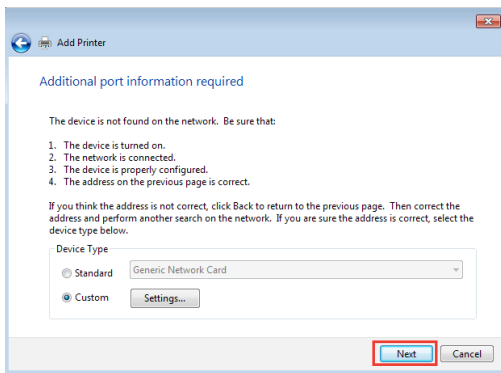 Add Printer
Additional port information required
The device is not found on the network. Be sure that:
1. The device is turned on.
2. The network is connected.
3. The device is properly configured.
4. The address on the previous page is correct.
If you think the address is not correct, click Back to return to the previous page. Then correct the
address and perform another search on the network. If you are sure the address is correct, select the
device type below.
Device Type
Standard Generic Network Card
Custom Settings...
Next Cancel